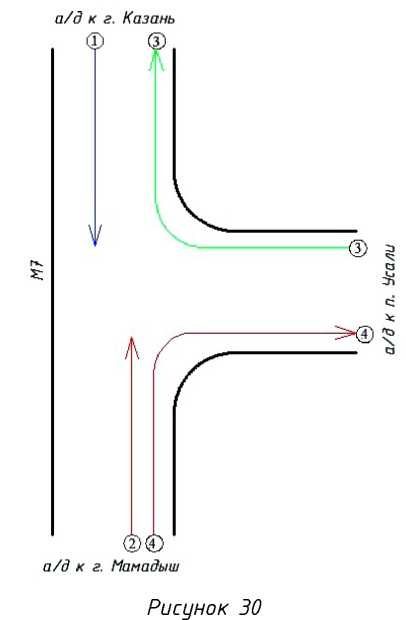 а/д к г. Казань
1
3
М7
3
а/д к п. Усали
4
2 4
а/д к г. Мамадыш
Рисунок 30